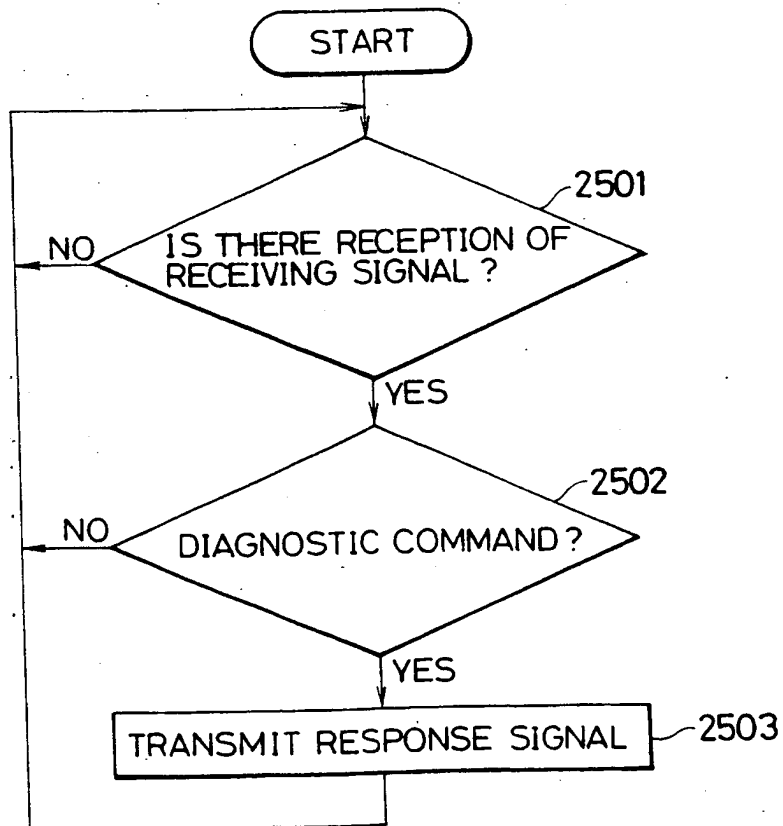 START
2501
IS THERE RECEPTION OF
RECEIVING SIGNAL ?
NO
YES
2502
DIAGNOSTIC COMMAND ?
NO
YES
TRANSMIT RESPONSE SIGNAL
2503